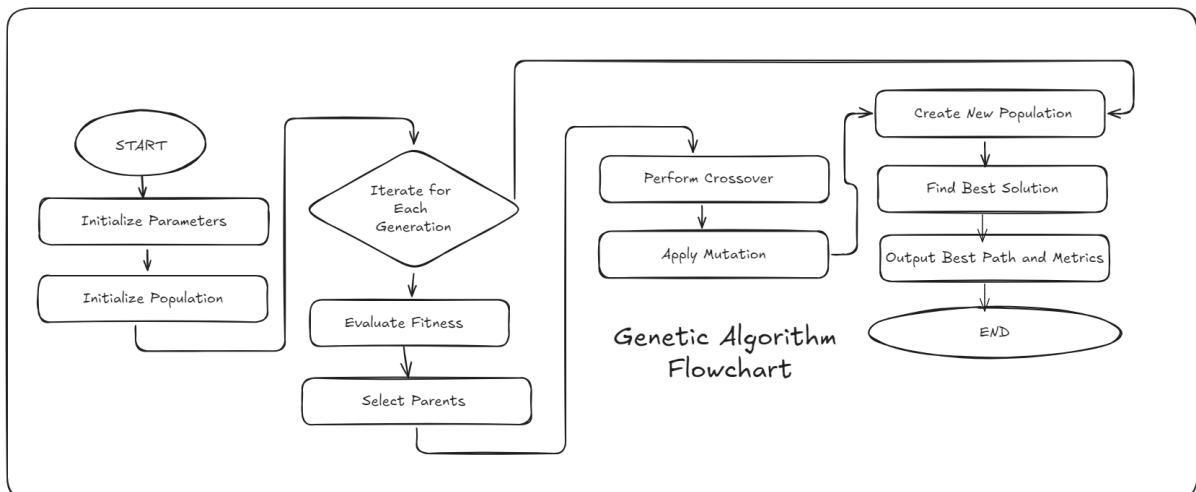 START
Initialize Parameters
Initialize Population
Iterate for
Each
Generation
Evaluate Fitness
Select Parents
Perform Crossover
Apply Mutation
Create New Population
Find Best Solution
Output Best Path and Metrics
END
Genetic Algorithm
Flowchart